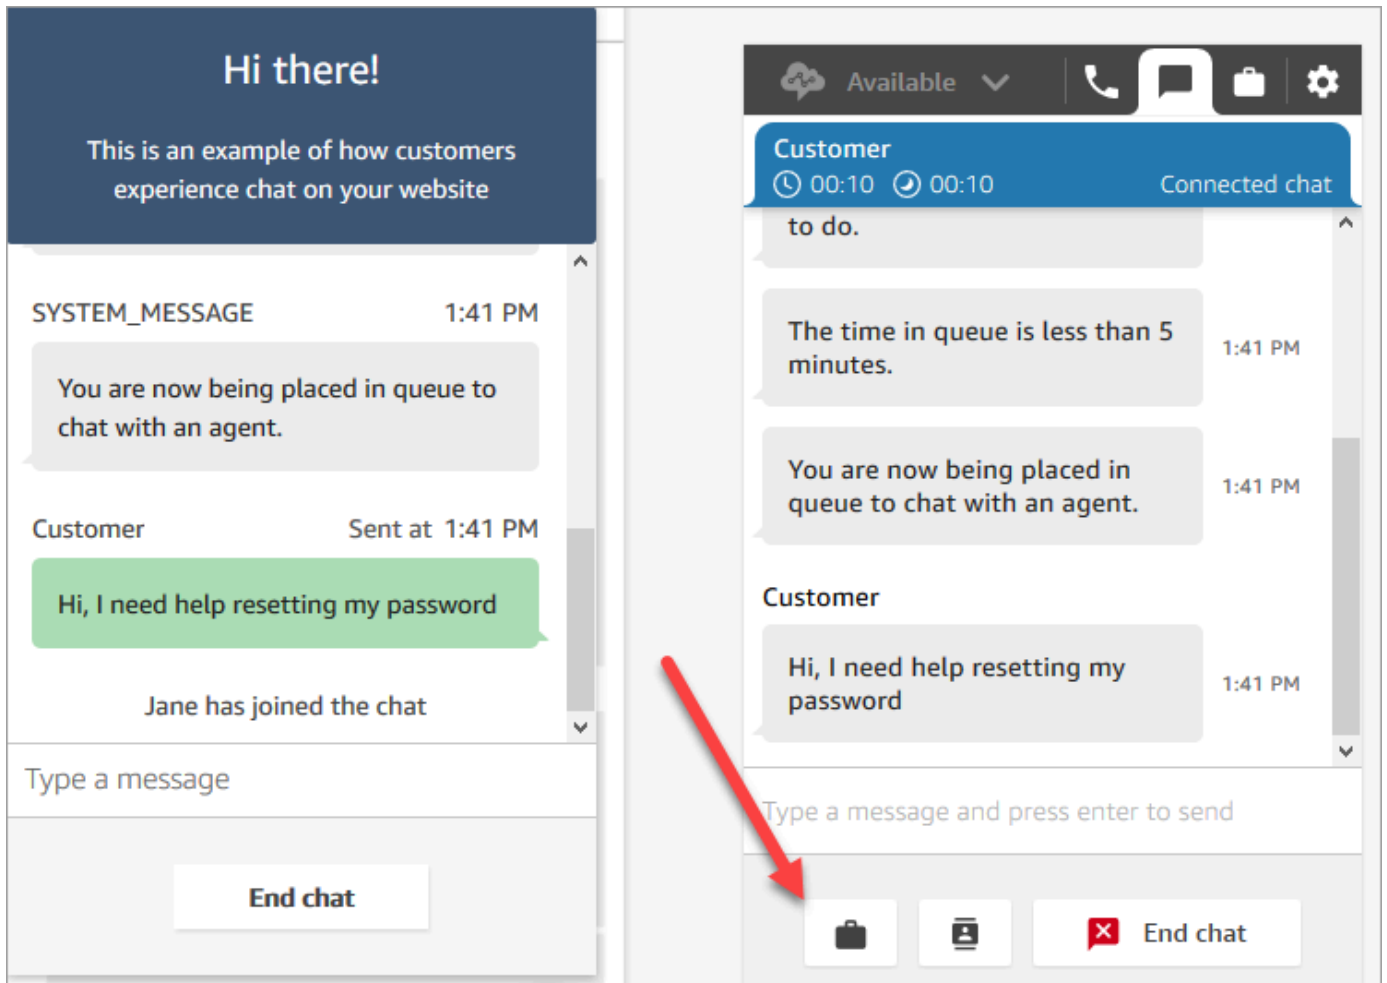 Hi there!
This is an example of how customers
experience chat on your website
SYSTEM_MESSAGE 1:41 PM
You are now being placed in queue to
chat with an agent.
Customer Sent at 1:41 PM
Hi, I need help resetting my password
Jane has joined the chat
Type a message
End chat
Available
Customer
00:10 00:10 Connected chat
to do.
The time in queue is less than 5
minutes.
1:41 PM
You are now being placed in
queue to chat with an agent.
1:41 PM
Customer
Hi, I need help resetting my
password
1:41 PM
Type a message and press enter to send
End chat